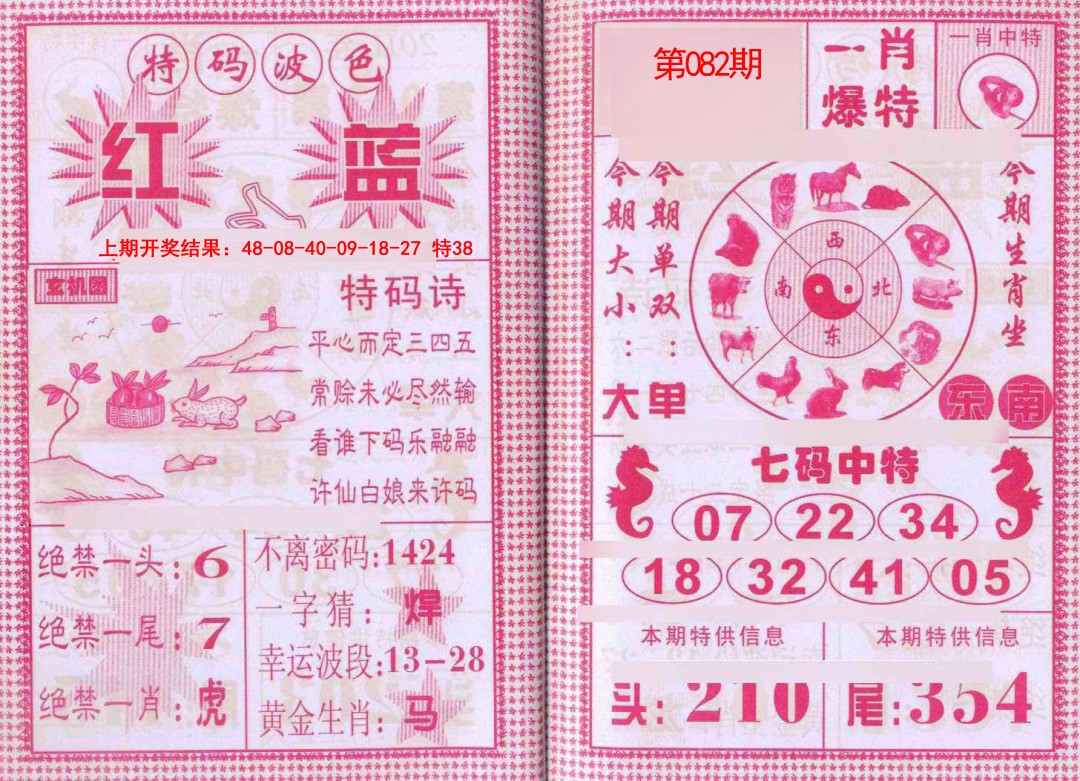 特码波色
红 蓝
上期开奖结果：48-08-40-09-18-27 特38
玄机图
特码诗
平心而定三四五
常赊未必尽然输
看谁下码乐融融
许仙白娘来许码
绝禁一头：6
绝禁一尾：7
绝禁一肖：虎
不离密码:1424
一字猜：焊
幸运波段:13-28
黄金生肖：马
第082期
一肖
爆特
一肖中特
今期大小：大
今期单双：单
西
南 北
东
今期生肖坐
东南
七码中特
07 22 34
18 32 41 05
本期特供信息
头：210
本期特供信息
尾:354